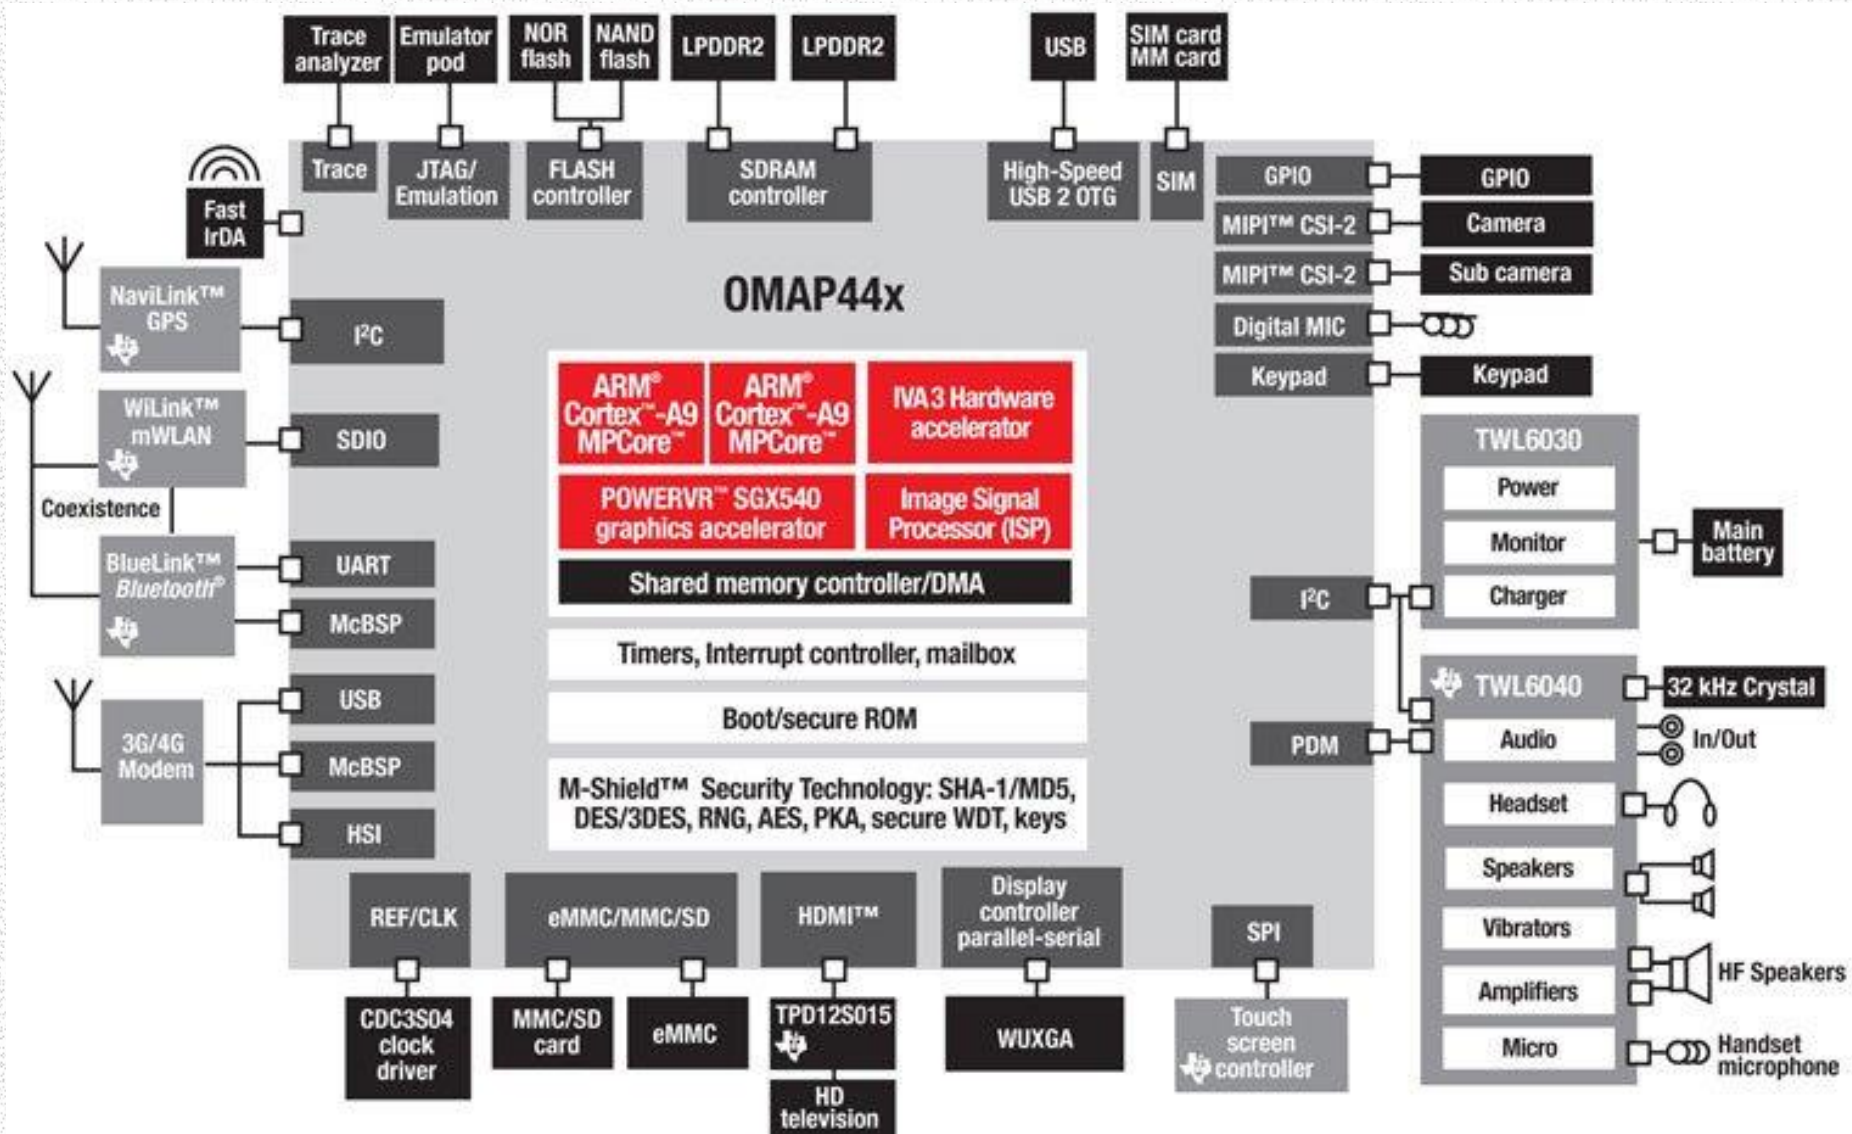 Trace
analyzer
Emulator
pod
NOR
flash
NAND
flash
LPDDR2
LPDDR2
USB
SIM card
MM card
Trace
JTAG/
Emulation
FLASH
controller
SDRAM
controller
High-Speed
USB 2 OTG
SIM
GPIO
GPIO
MIPI™ CSI-2
Camera
MIPI™ CSI-2
Sub camera
Digital MIC
Keypad
Keypad
Fast
IrDA
NaviLink™
GPS
I²C
WiLink™
mWLAN
SDIO
Coexistence
BlueLink™
Bluetooth®
UART
McBSP
3G/4G
Modem
USB
McBSP
HSI
OMAP44x
ARM®
Cortex™-A9
MPCore™
ARM®
Cortex™-A9
MPCore™
IVA3 Hardware
accelerator
POWERVR™ SGX540
graphics accelerator
Image Signal
Processor (ISP)
Shared memory controller/DMA
Timers, Interrupt controller, mailbox
Boot/secure ROM
M-Shield™ Security Technology: SHA-1/MD5,
DES/3DES, RNG, AES, PKA, secure WDT, keys
I²C
PDM
TWL6030
Power
Monitor
Charger
Main
battery
TWL6040
32 kHz Crystal
Audio
In/Out
Headset
Speakers
Vibrators
Amplifiers
HF Speakers
Micro
Handset
microphone
REF/CLK
eMMC/MMC/SD
HDMI™
Display
controller
parallel-serial
SPI
CDC3S04
clock
driver
MMC/SD
card
eMMC
TPD12S015
HD
television
WUXGA
Touch
screen
controller